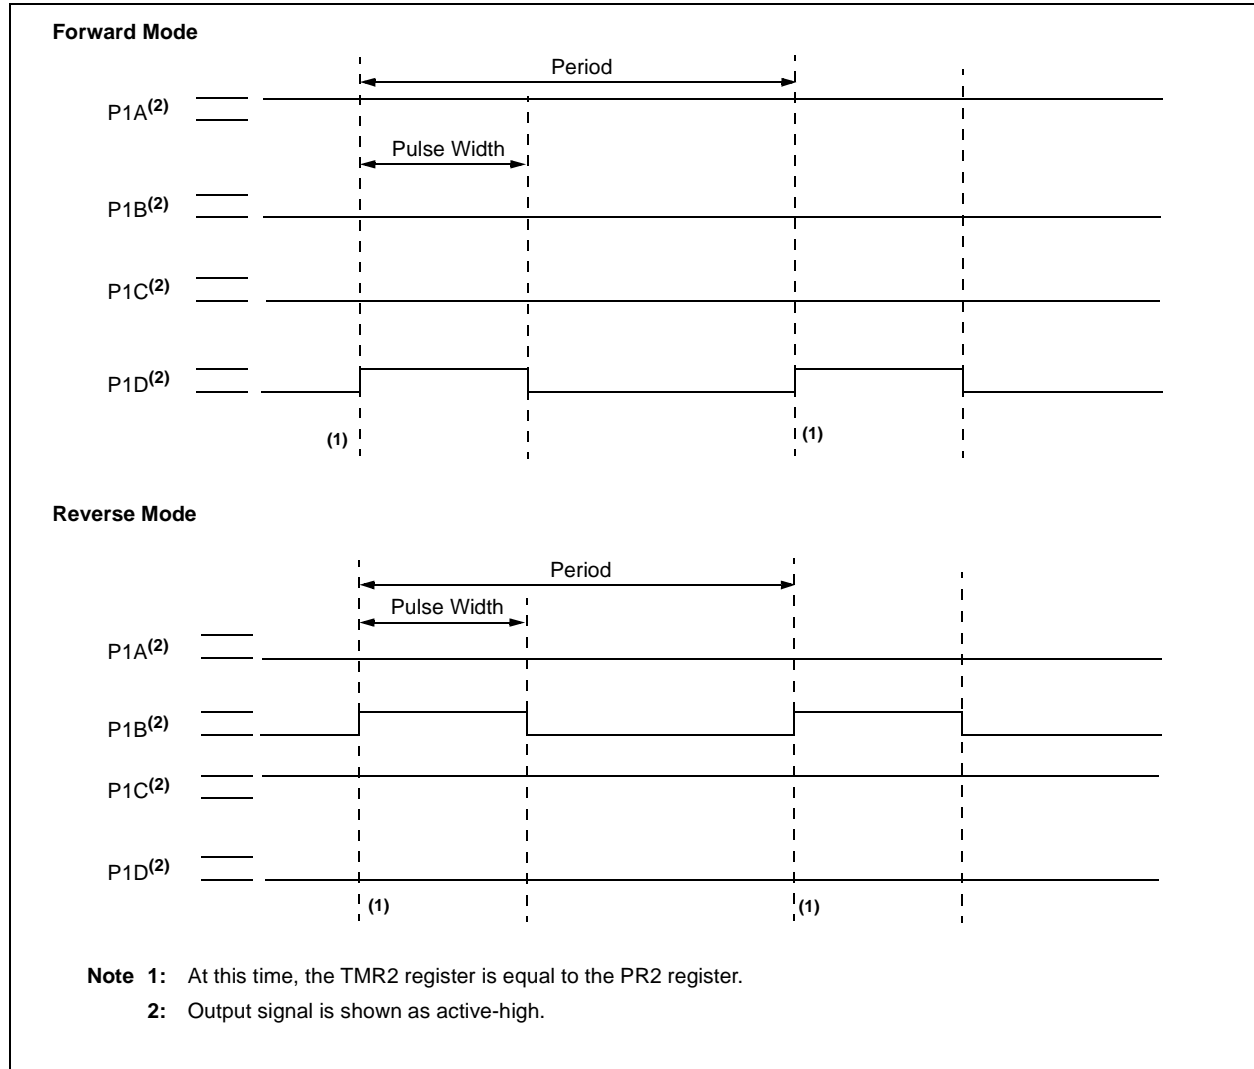 Forward Mode
Period
P1A(2)
Pulse Width
P1B(2)
P1C(2)
P1D(2)
(1)
(1)
Reverse Mode
Period
Pulse Width
P1A(2)
P1B(2)
P1C(2)
P1D(2)
(1)
(1)
Note 1: At this time, the TMR2 register is equal to the PR2 register.
2: Output signal is shown as active-high.